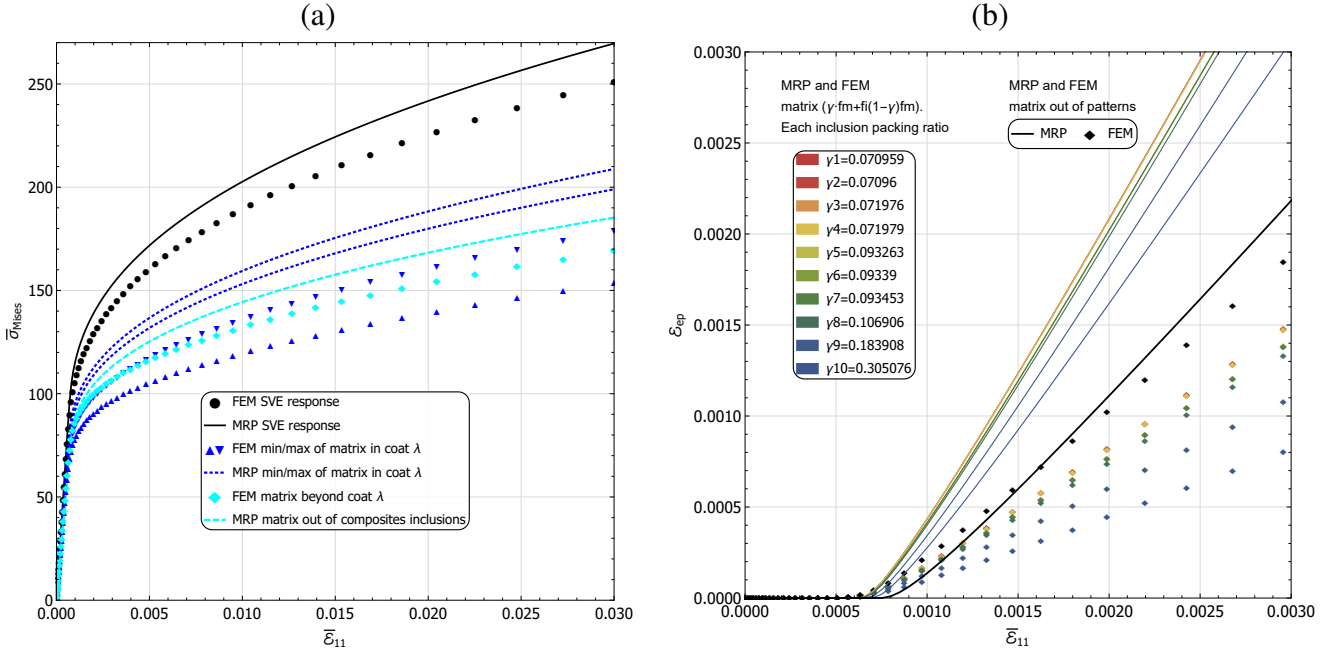 (a)
250
200
150
100
50
0
σ̅Mises
0.000
0.005
0.010
0.015
0.020
0.025
0.030
ℰ̅11
FEM SVE response
MRP SVE response
FEM min/max of matrix in coat λ
MRP min/max of matrix in coat λ
FEM matrix beyond coat λ
MRP matrix out of composites inclusions
(b)
0.0030
0.0025
0.0020
0.0015
0.0010
0.0005
0.0000
ℰep
0.0000
0.0005
0.0010
0.0015
0.0020
0.0025
0.0030
ℰ̅11
MRP and FEM
matrix (γ·fm+fi(1−γ)fm).
Each inclusion packing ratio
γ1=0.070959
γ2=0.07096
γ3=0.071976
γ4=0.071979
γ5=0.093263
γ6=0.09339
γ7=0.093453
γ8=0.106906
γ9=0.183908
γ10=0.305076
MRP and FEM
matrix out of patterns
MRP FEM